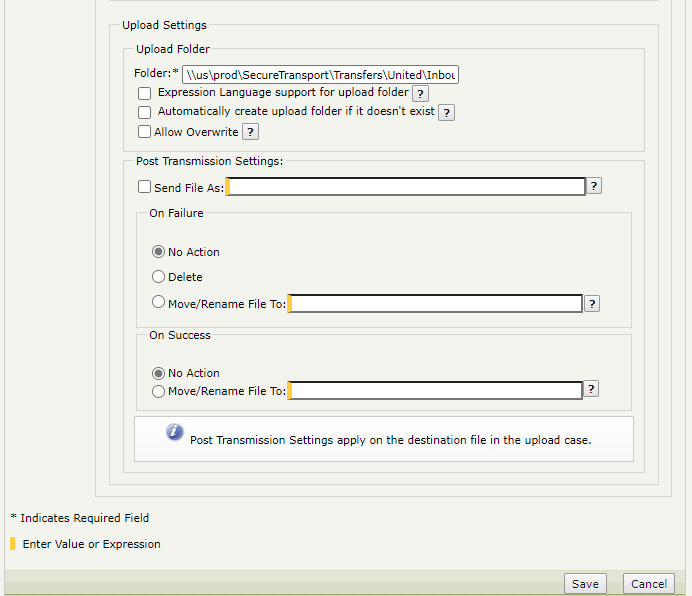 Upload Settings
Upload Folder
Folder:* \\us\prod\SecureTransport\Transfers\United\Inbou
Expression Language support for upload folder ?
Automatically create upload folder if it doesn't exist ?
Allow Overwrite ?
Post Transmission Settings:
Send File As: ?
On Failure
No Action
Delete
Move/Rename File To: ?
On Success
No Action
Move/Rename File To: ?
Post Transmission Settings apply on the destination file in the upload case.
* Indicates Required Field
Enter Value or Expression
Save Cancel